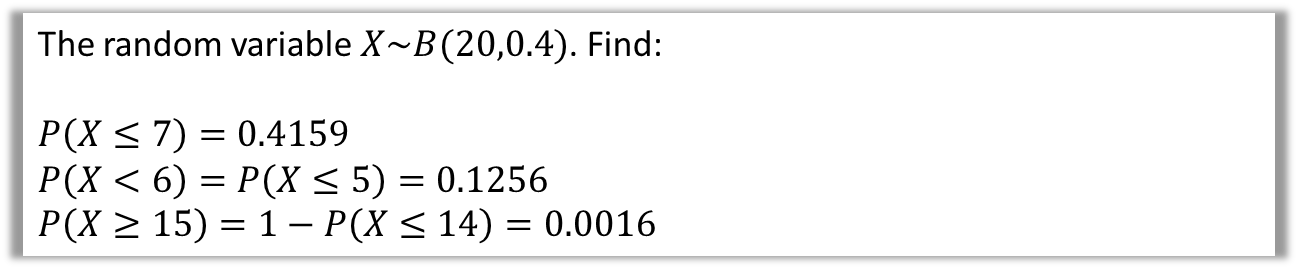 The random variable X~B(20,0.4). Find:
P(X ≤ 7) = 0.4159
P(X < 6) = P(X ≤ 5) = 0.1256
P(X ≥ 15) = 1 − P(X ≤ 14) = 0.0016